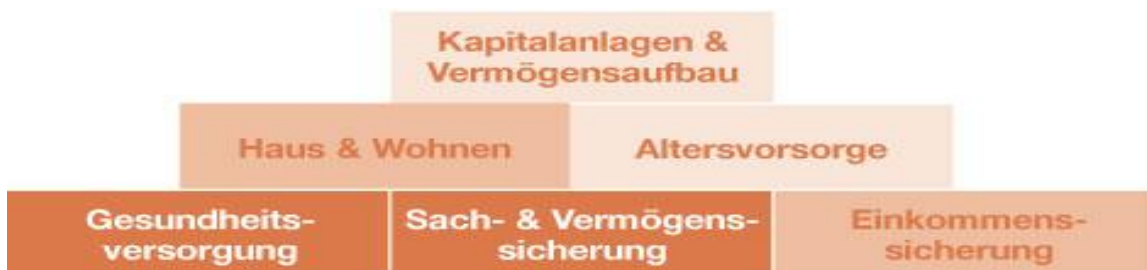 Kapitalanlagen &
Vermögensaufbau
Haus & Wohnen
Altersvorsorge
Gesundheits-
versorgung
Sach- & Vermögens-
sicherung
Einkommens-
sicherung